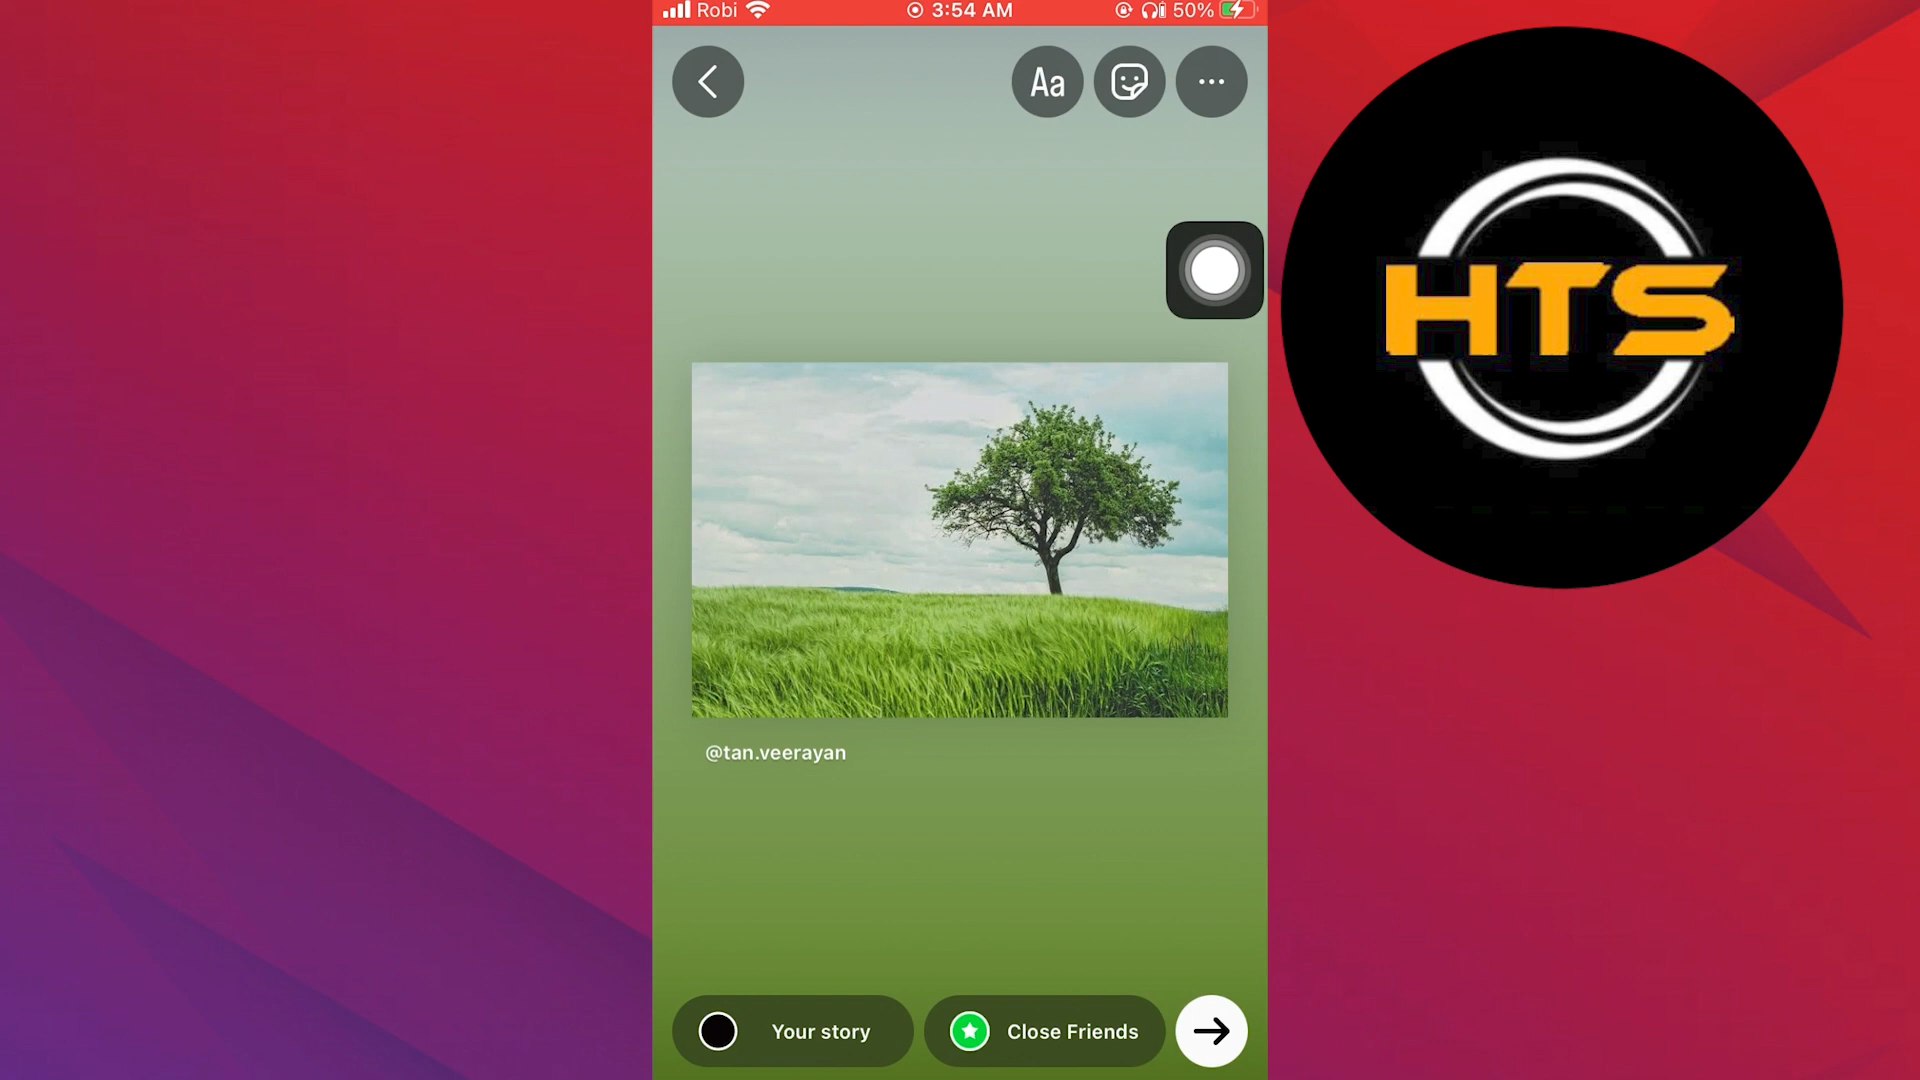 Robi
3:54 AM
50%
Aa
HTS
@tan.veerayan
Your story
Close Friends